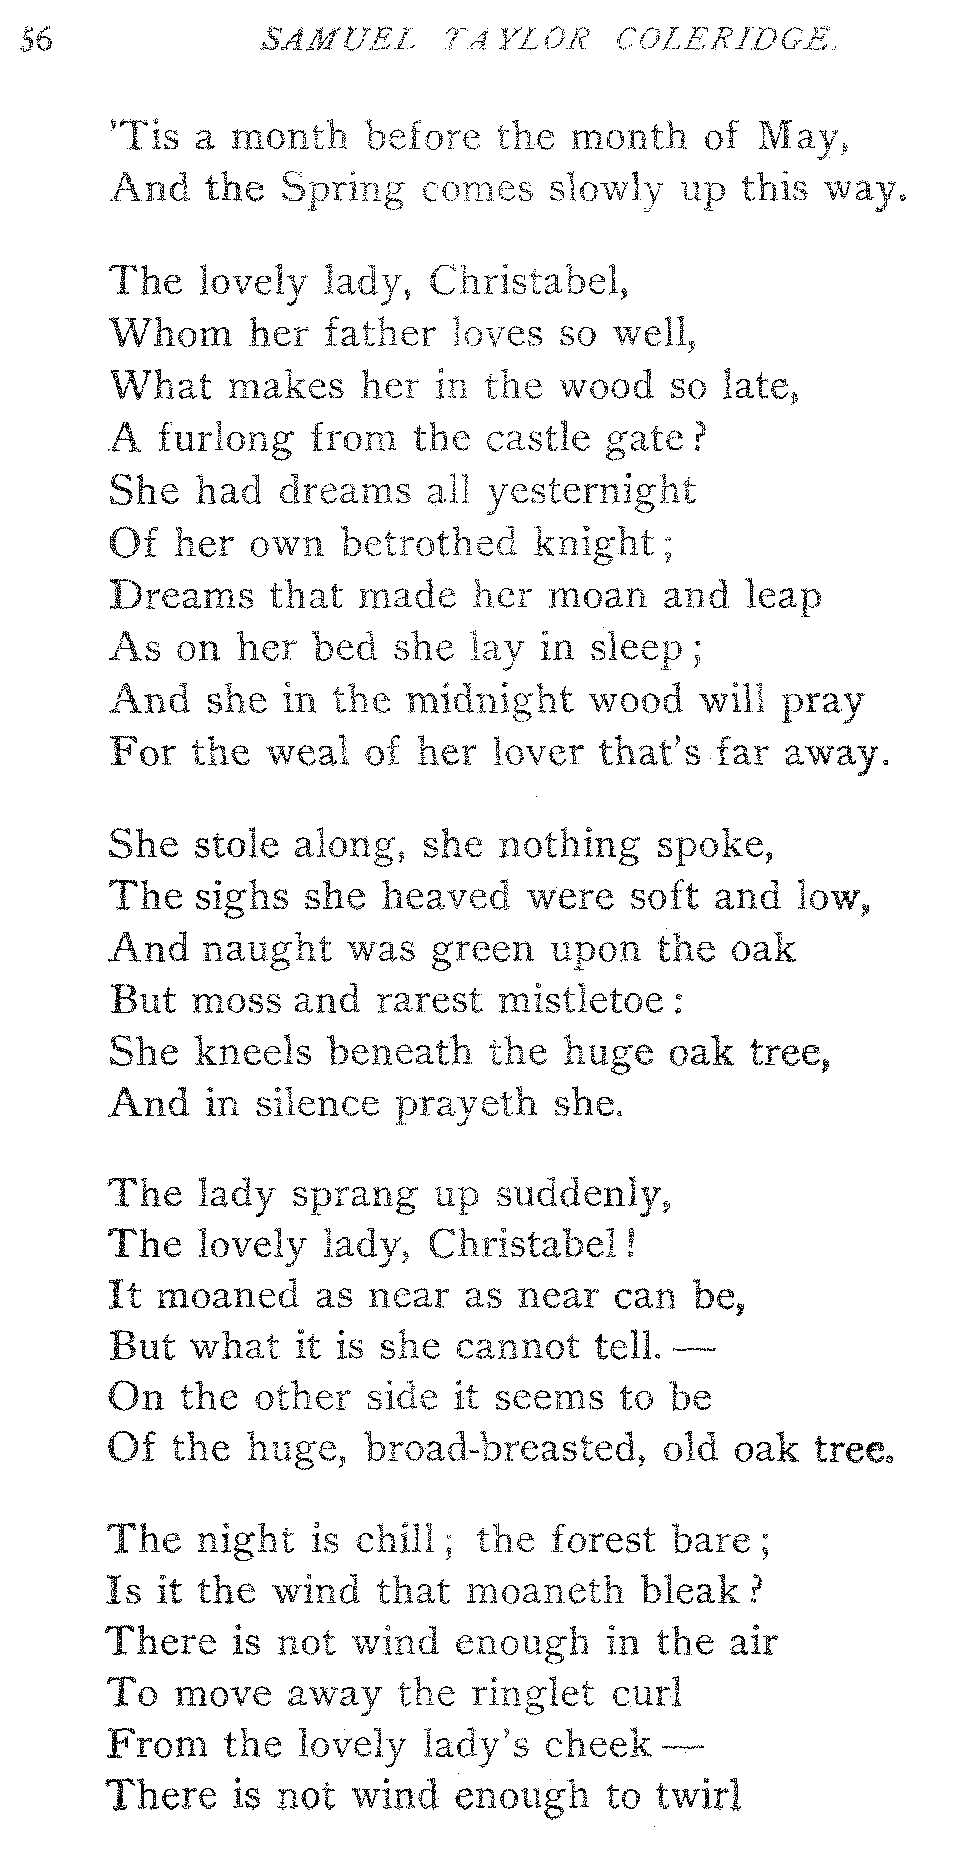 56 SAMUEL TAYLOR COLERIDGE.
'Tis a month before the month of May,
And the Spring comes slowly up this way.
The lovely lady, Christabel,
Whom her father loves so well,
What makes her in the wood so late,
A furlong from the castle gate?
She had dreams all yesternight
Of her own betrothed knight;
Dreams that made her moan and leap
As on her bed she lay in sleep;
And she in the midnight wood will pray
For the weal of her lover that's far away.
She stole along, she nothing spoke,
The sighs she heaved were soft and low,
And naught was green upon the oak
But moss and rarest mistletoe:
She kneels beneath the huge oak tree,
And in silence prayeth she.
The lady sprang up suddenly,
The lovely lady, Christabel!
It moaned as near as near can be,
But what it is she cannot tell.—
On the other side it seems to be
Of the huge, broad-breasted, old oak tree.
The night is chill; the forest bare;
Is it the wind that moaneth bleak?
There is not wind enough in the air
To move away the ringlet curl
From the lovely lady's cheek—
There is not wind enough to twirl